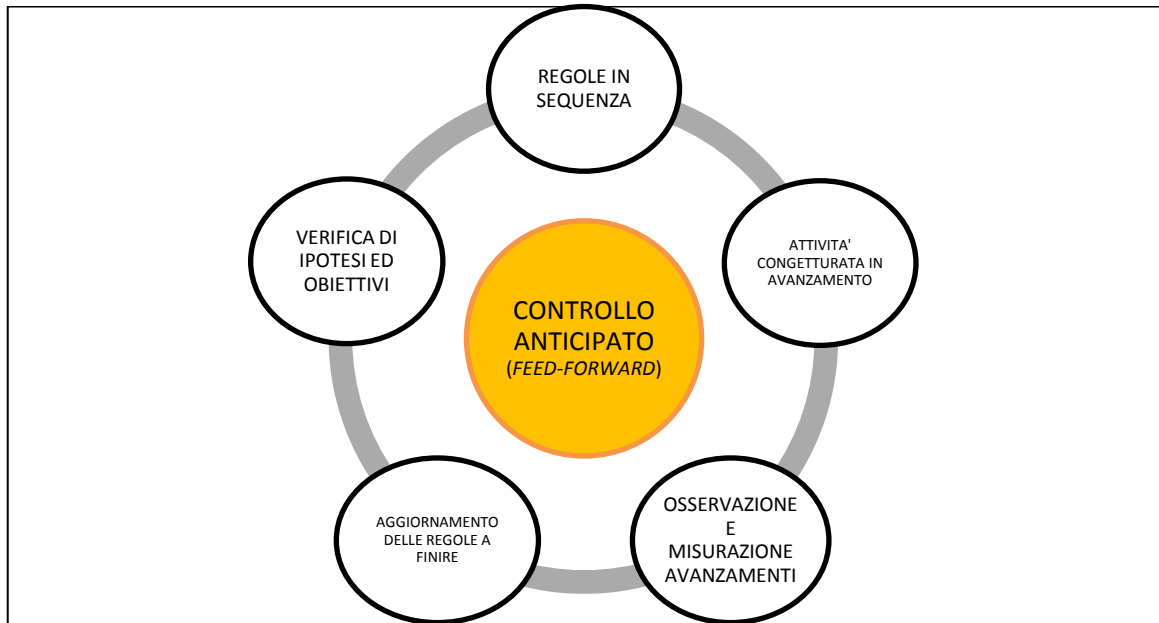 REGOLE IN
SEQUENZA
ATTIVITA'
CONGETTURATA IN
AVANZAMENTO
OSSERVAZIONE
E
MISURAZIONE
AVANZAMENTI
AGGIORNAMENTO
DELLE REGOLE A
FINIRE
VERIFICA DI
IPOTESI ED
OBIETTIVI
CONTROLLO
ANTICIPATO
(FEED-FORWARD)